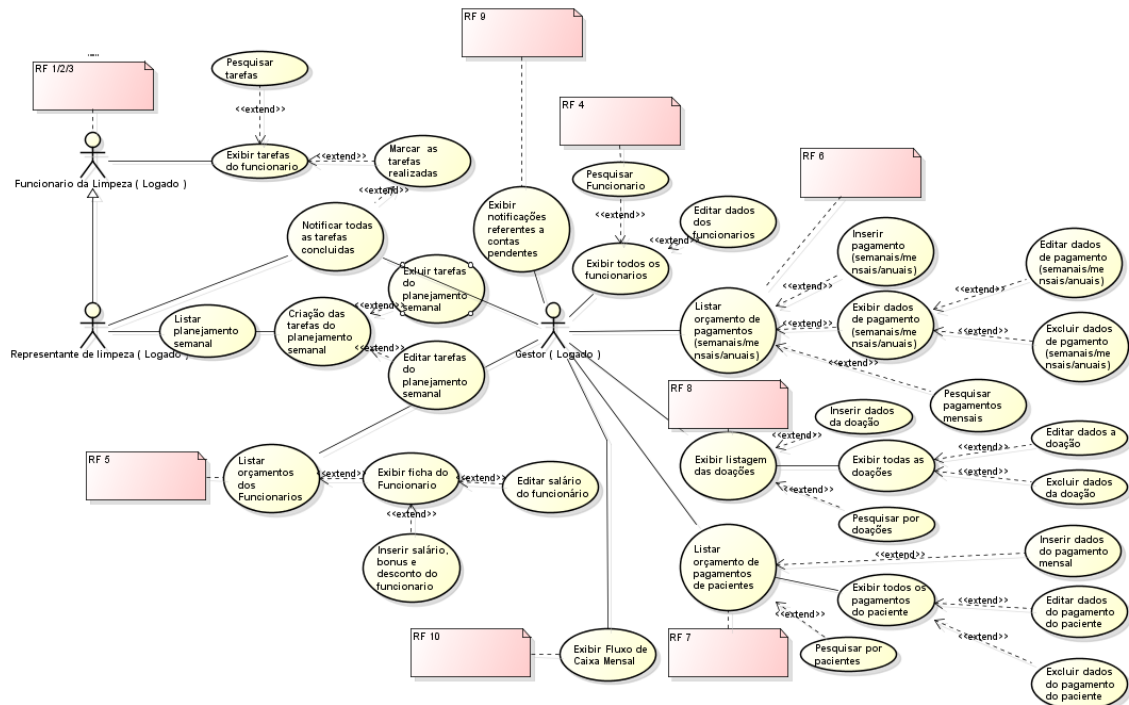 RF 9
RF 1/2/3
Pesquisar
tarefas
<<extend>>
RF 4
Funcionario da Limpeza ( Logado )
Exibir tarefas
do funcionario
<<extend>>
Marcar as
tarefas
realizadas
<<extend>>
Pesquisar
Funcionario
<<extend>>
RF 6
Notificar todas
as tarefas
concluidas
Exibir
notificações
referentes a
contas
pendentes
Editar dados
dos
funcionarios
<<extend>>
Exibir todos os
funcionarios
Inserir
pagamento
(semanais/me
nsais/anuais)
<<extend>>
Editar dados
de pagamento
(semanais/me
nsais/anuais)
<<extend>>
Exluir tarefas
do
planejamento
semanal
<<extend>>
Representante de limpeza ( Logado )
Listar
planejamento
semanal
Criação das
tarefas do
planejamento
semanal
<<extend>>
Editar tarefas
do
planejamento
semanal
Gestor ( Logado )
Listar
orçamento de
pagamentos
(semanais/me
nsais/anuais)
<<extend>>
Exibir dados
de pagamento
(semanais/me
nsais/anuais)
<<extend>>
Excluir dados
de pgamento
(semanais/me
nsais/anuais)
<<extend>>
Pesquisar
pagamentos
mensais
RF 8
Inserir dados
da doação
<<extend>>
Exibir listagem
das doações
Exibir todas as
doações
<<extend>>
Editar dados a
doação
<<extend>>
Excluir dados
da doação
<<extend>>
Pesquisar por
doações
RF 5
Listar
orçamentos
dos
Funcionarios
<<extend>>
Exibir ficha do
Funcionario
<<extend>>
Editar salário
do funcionário
<<extend>>
Inserir salário,
bonus e
desconto do
funcionario
Listar
orçamento de
pagamentos
de pacientes
<<extend>>
Inserir dados
do pagamento
mensal
Exibir todos os
pagamentos
do paciente
<<extend>>
Editar dados
do pagamento
do paciente
<<extend>>
Excluir dados
do pagamento
do paciente
<<extend>>
Pesquisar por
pacientes
RF 7
RF 10
Exibir Fluxo de
Caixa Mensal